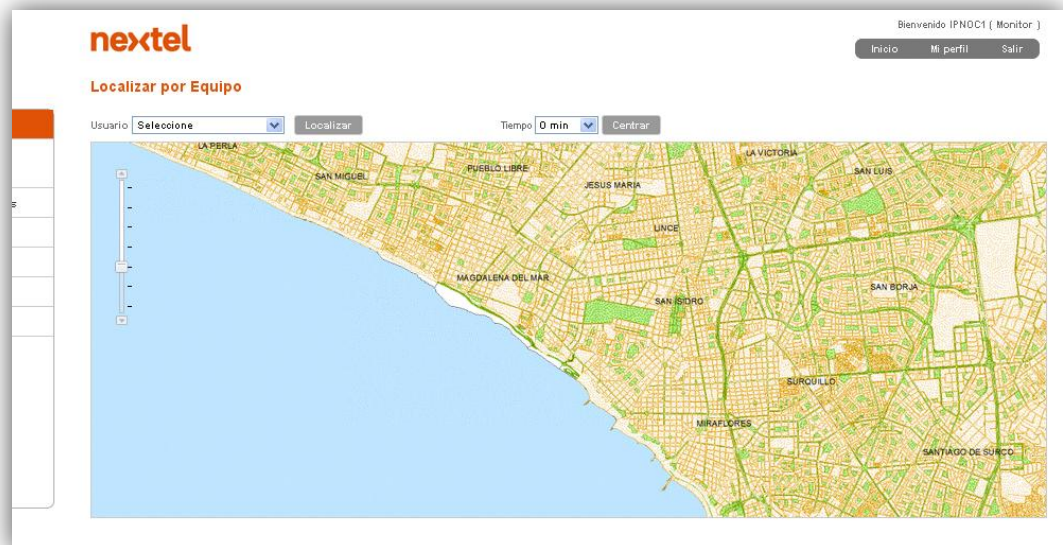 Bienvenido IPNOC1 ( Monitor )
nextel
Inicio Mi perfil Salir
Localizar por Equipo
Usuario Seleccione Localizar Tiempo 0 min Centrar
LA PERLA
SAN MIGUEL
PUEBLO LIBRE
JESUS MARIA
LA VICTORIA
SAN LUIS
LINCE
MAGDALENA DEL MAR
SAN ISIDRO
SAN BORJA
SURQUILLO
MIRAFLORES
SANTIAGO DE SURCO
s